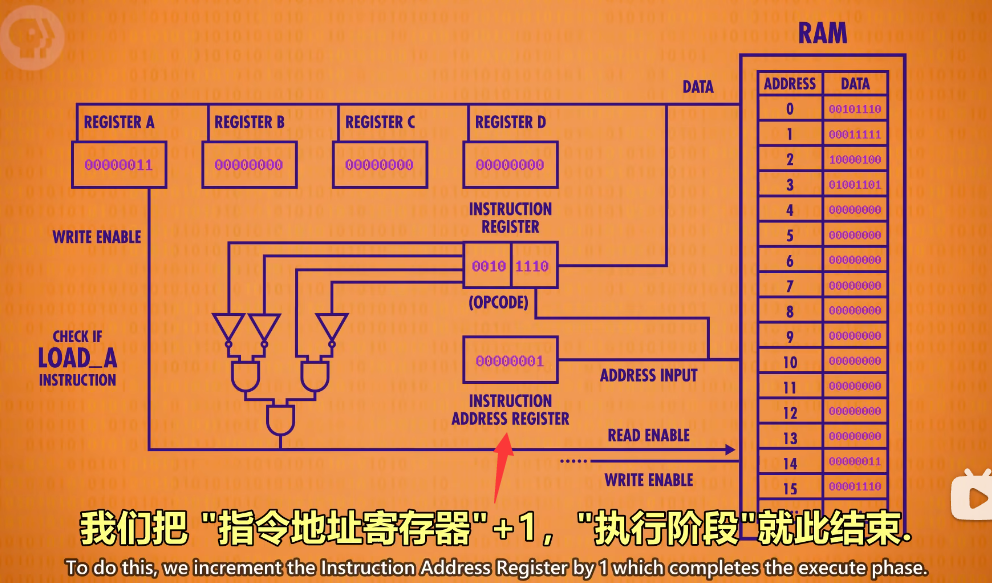 RAM
DATA
ADDRESS DATA
0 00101110
1 00011111
2 10000100
3 01001101
4 00000000
5 00000000
6 00000000
7 00000000
8 00000000
9 00000000
10 00000000
11 00000000
12 00000000
13 00000000
14 00000011
15 00001110
REGISTER A
00000011
REGISTER B
00000000
REGISTER C
00000000
REGISTER D
00000000
WRITE ENABLE
INSTRUCTION
REGISTER
0010 1110
(OPCODE)
CHECK IF
LOAD_A
INSTRUCTION
00000001
ADDRESS INPUT
INSTRUCTION
ADDRESS REGISTER
READ ENABLE
WRITE ENABLE
我们把 "指令地址寄存器"+1，"执行阶段"就此结束.
To do this, we increment the Instruction Address Register by 1 which completes the execute phase.